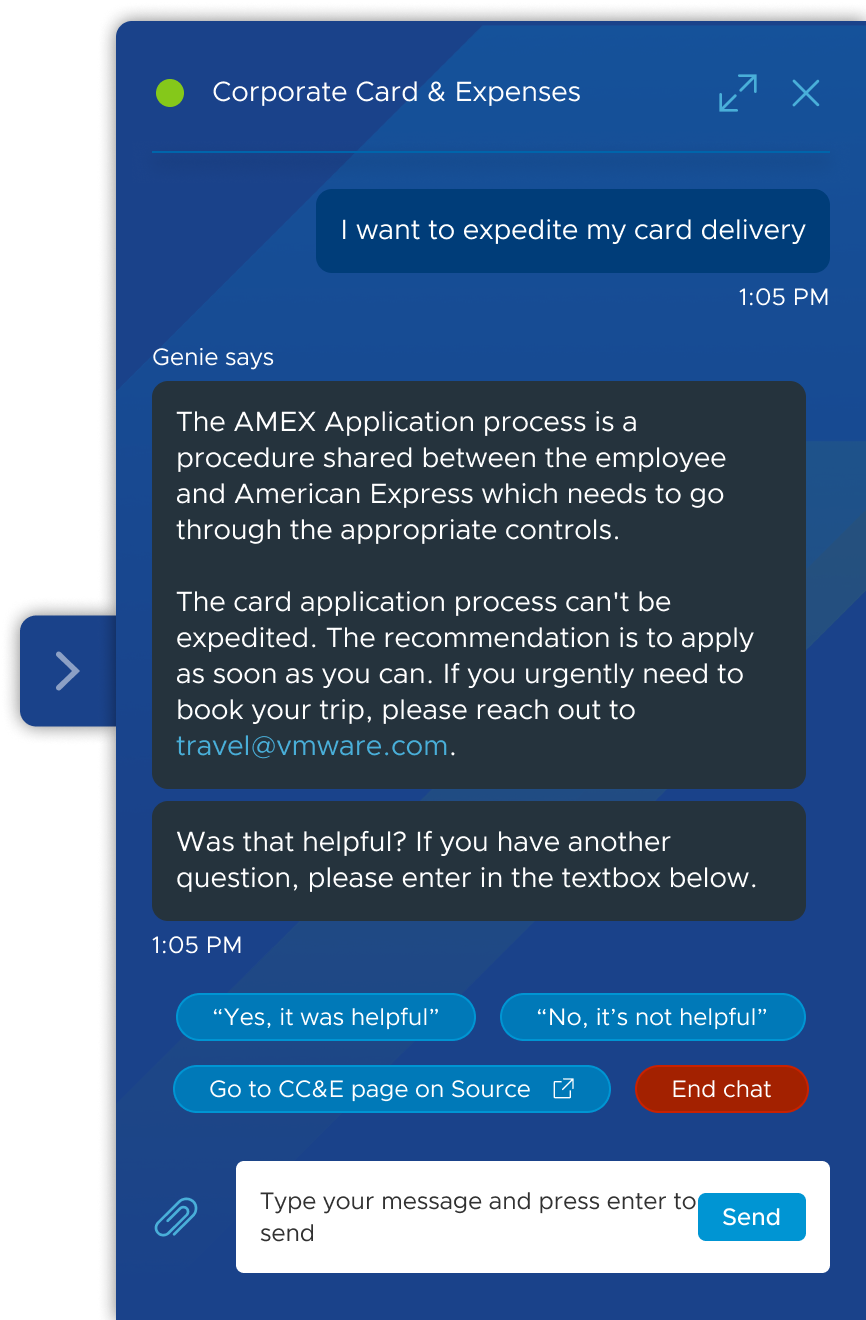 Corporate Card & Expenses
I want to expedite my card delivery
1:05 PM
Genie says
The AMEX Application process is a
procedure shared between the employee
and American Express which needs to go
through the appropriate controls.
The card application process can't be
expedited. The recommendation is to apply
as soon as you can. If you urgently need to
book your trip, please reach out to
travel@vmware.com.
Was that helpful? If you have another
question, please enter in the textbox below.
1:05 PM
“Yes, it was helpful”
“No, it’s not helpful”
Go to CC&E page on Source
End chat
Type your message and press enter to
send
Send